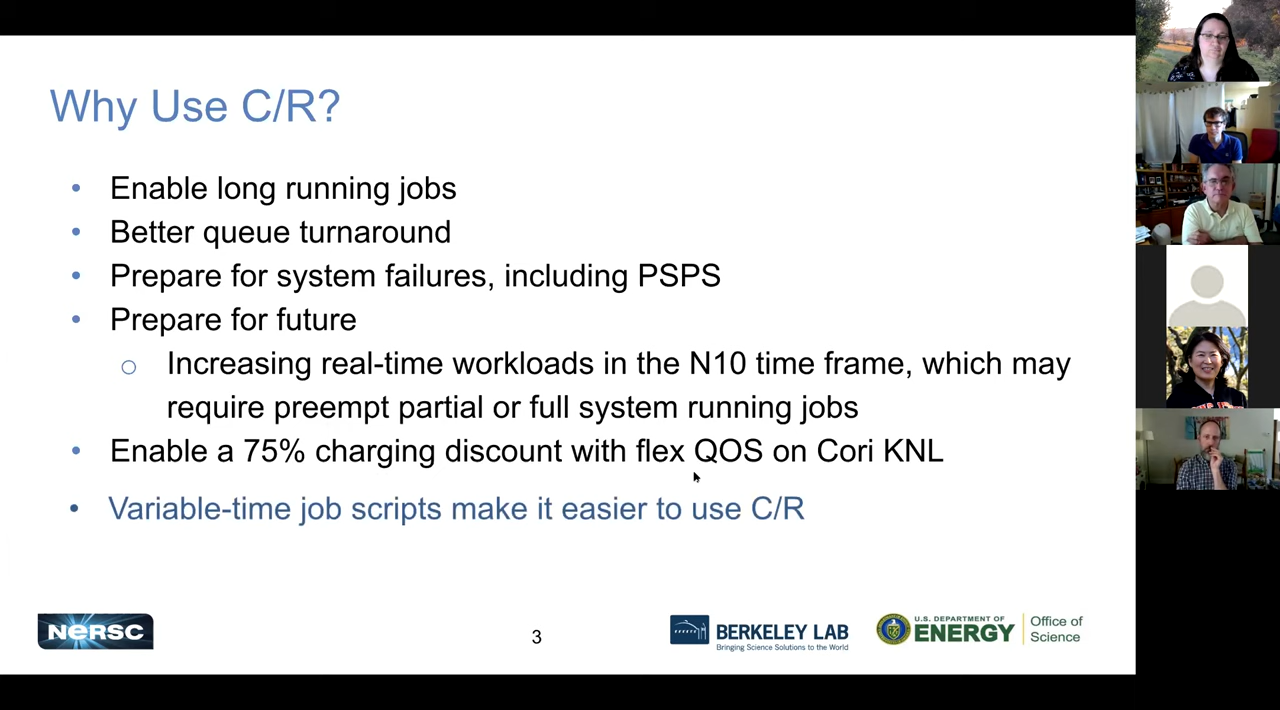 Why Use C/R?
• Enable long running jobs
• Better queue turnaround
• Prepare for system failures, including PSPS
• Prepare for future
○ Increasing real-time workloads in the N10 time frame, which may
require preempt partial or full system running jobs
• Enable a 75% charging discount with flex QOS on Cori KNL
• Variable-time job scripts make it easier to use C/R
NERSC
3
BERKELEY LAB
Bringing Science Solutions to the World
U.S. DEPARTMENT OF
ENERGY
Office of
Science